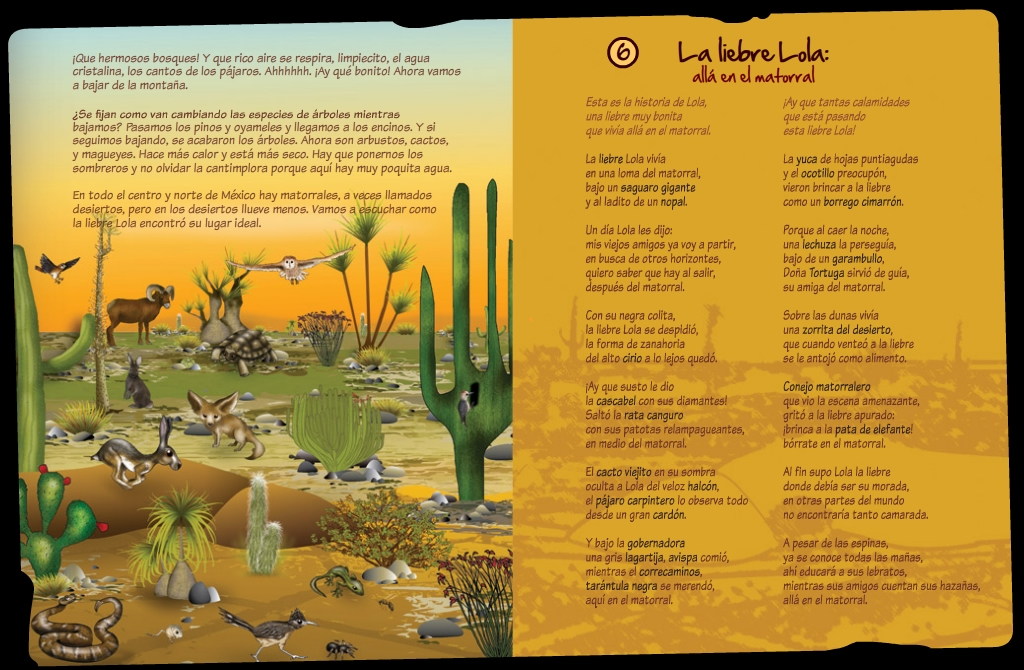 ¡Que hermosos bosques! Y que rico aire se respira, limpiecito, el agua
cristalina, los cantos de los pájaros. Ahhhhhh. ¡Ay qué bonito! Ahora vamos
a bajar de la montaña.
¿Se fijan como van cambiando las especies de árboles mientras
bajamos? Pasamos los pinos y oyameles y llegamos a los encinos. Y si
seguimos bajando, se acabaron los árboles. Ahora son arbustos, cactos,
y magueyes. Hace más calor y está más seco. Hay que ponernos los
sombreros y no olvidar la cantimplora porque aquí hay muy poquita agua.
En todo el centro y norte de México hay matorrales, a veces llamados
desiertos, pero en los desiertos llueve menos. Vamos a escuchar como
la liebre Lola encontró su lugar ideal.
6 La liebre Lola:
allá en el matorral
Esta es la historia de Lola,
una liebre muy bonita
que vivía allá en el matorral.
La liebre Lola vivía
en una loma del matorral,
bajo un saguaro gigante
y al ladito de un nopal.
Un día Lola les dijo:
mis viejos amigos ya voy a partir,
en busca de otros horizontes,
quiero saber que hay al salir,
después del matorral.
Con su negra colita,
la liebre Lola se despidió,
la forma de zanahoria
del alto cirio a lo lejos quedó.
¡Ay que susto le dio
la cascabel con sus diamantes!
Saltó la rata canguro
con sus patotas relampagueantes,
en medio del matorral.
El cacto viejito en su sombra
oculta a Lola del veloz halcón,
el pájaro carpintero lo observa todo
desde un gran cardón.
Y bajo la gobernadora
una gris lagartija, avispa comió,
mientras el correcaminos,
tarántula negra se merendó,
aquí en el matorral.
¡Ay que tantas calamidades
que está pasando
esta liebre Lola!
La yuca de hojas puntiagudas
y el ocotillo preocupón,
vieron brincar a la liebre
como un borrego cimarrón.
Porque al caer la noche,
una lechuza la perseguía,
bajo de un garambullo,
Doña Tortuga sirvió de guía,
su amiga del matorral.
Sobre las dunas vivía
una zorrita del desierto,
que cuando venteó a la liebre
se le antojó como alimento.
Conejo matorralero
que vio la escena amenazante,
gritó a la liebre apurado:
¡brinca a la pata de elefante!
bórrate en el matorral.
Al fin supo Lola la liebre
donde debía ser su morada,
en otras partes del mundo
no encontraría tanto camarada.
A pesar de las espinas,
ya se conoce todas las mañas,
ahí educará a sus lebratos,
mientras sus amigos cuentan sus hazañas,
allá en el matorral.